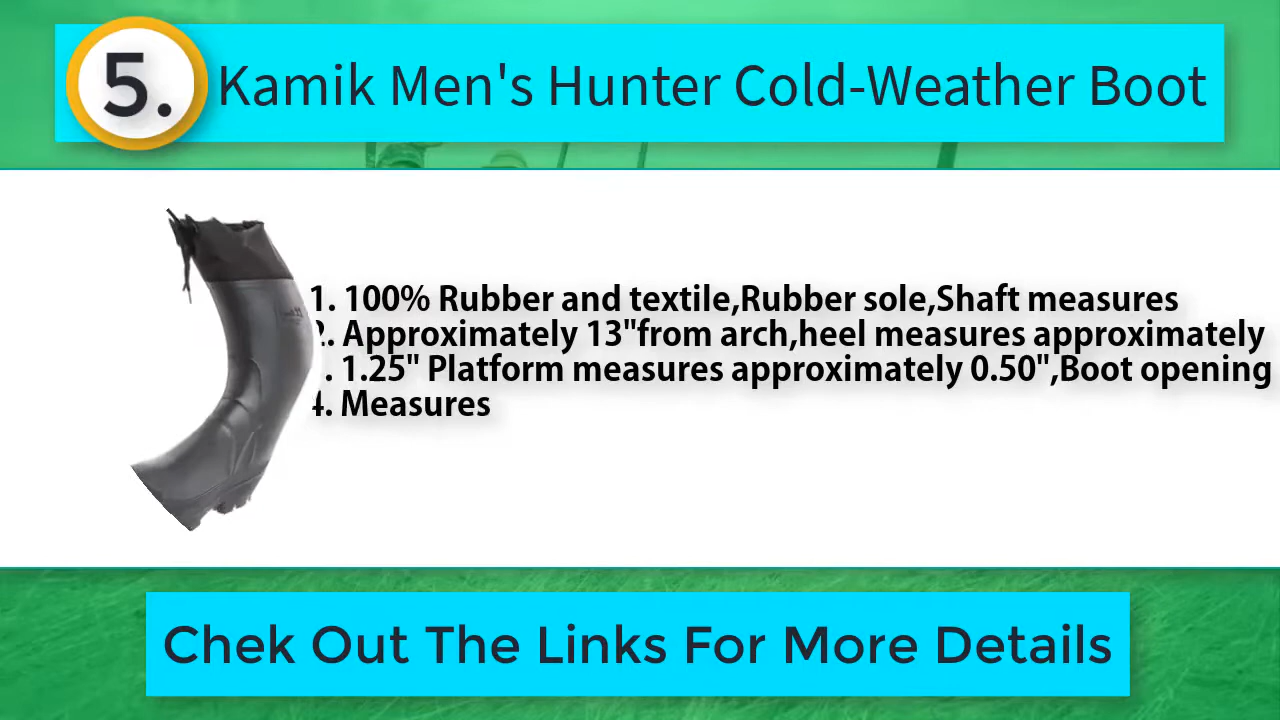 5. Kamik Men's Hunter Cold-Weather Boot
1. 100% Rubber and textile,Rubber sole,Shaft measures
2. Approximately 13"from arch,heel measures approximately
. 1.25" Platform measures approximately 0.50",Boot opening
4. Measures
Chek Out The Links For More Details